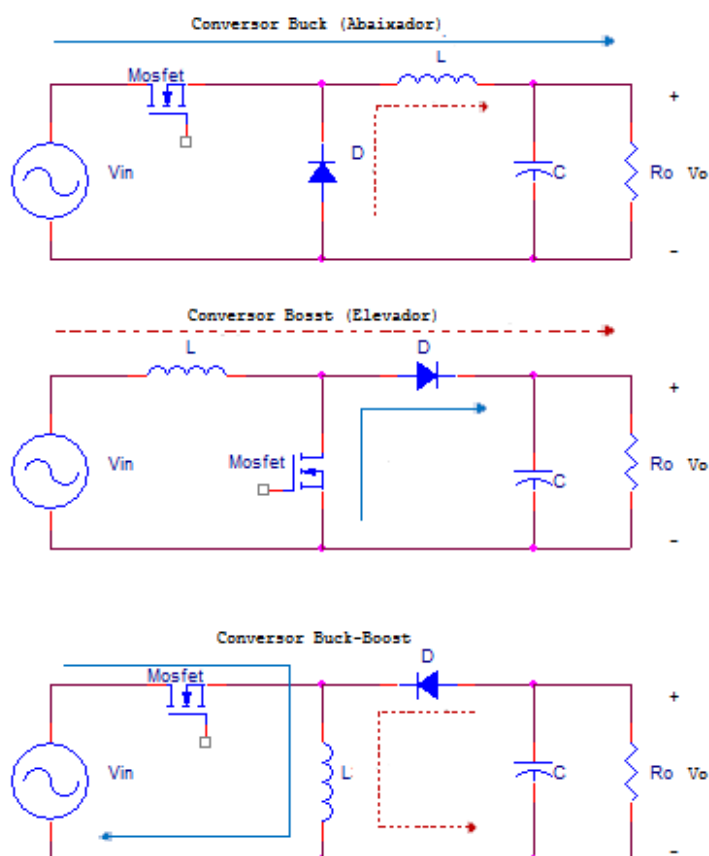 Conversor Buck (Abaixador)
L
Mosfet
D
Vin
C
Ro Vo
+
-
Conversor Bosst (Elevador)
L
D
Vin
Mosfet
C
Ro Vo
+
-
Conversor Buck-Boost
D
Mosfet
Vin
L
C
Ro Vo
+
-